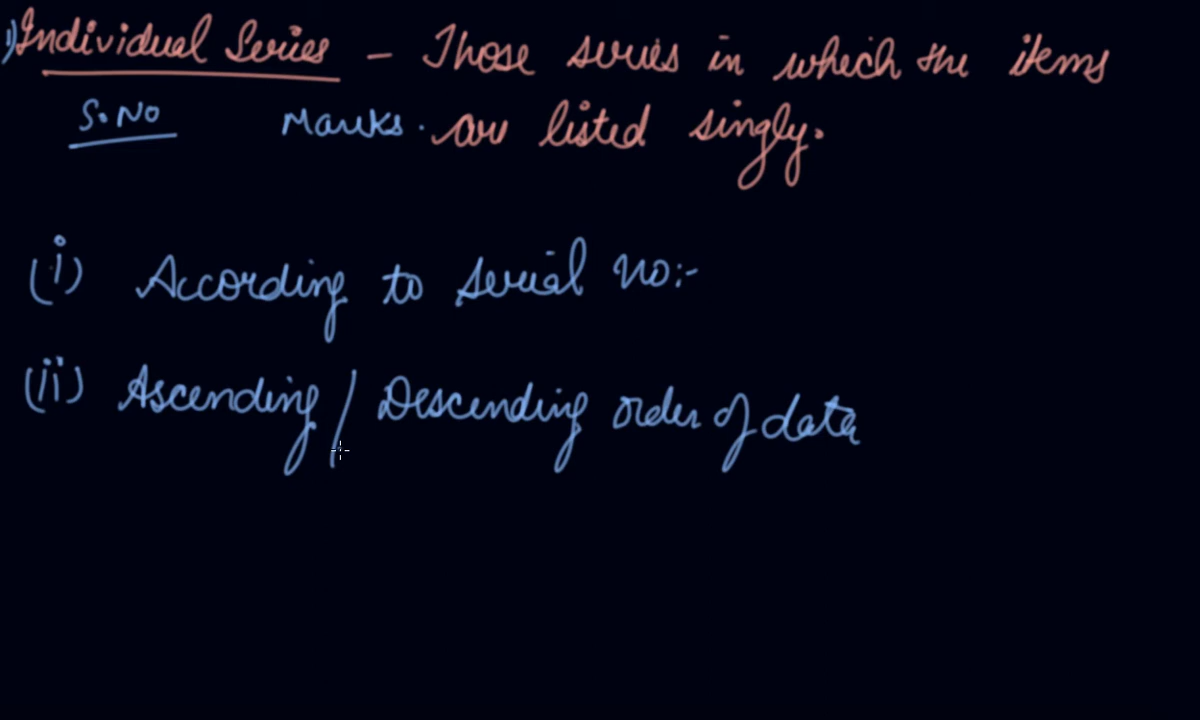 1) Individual Series - Those series in which the items
S.No Marks. are listed singly.
(i) According to serial no:-
(ii) Ascending / Descending order of data